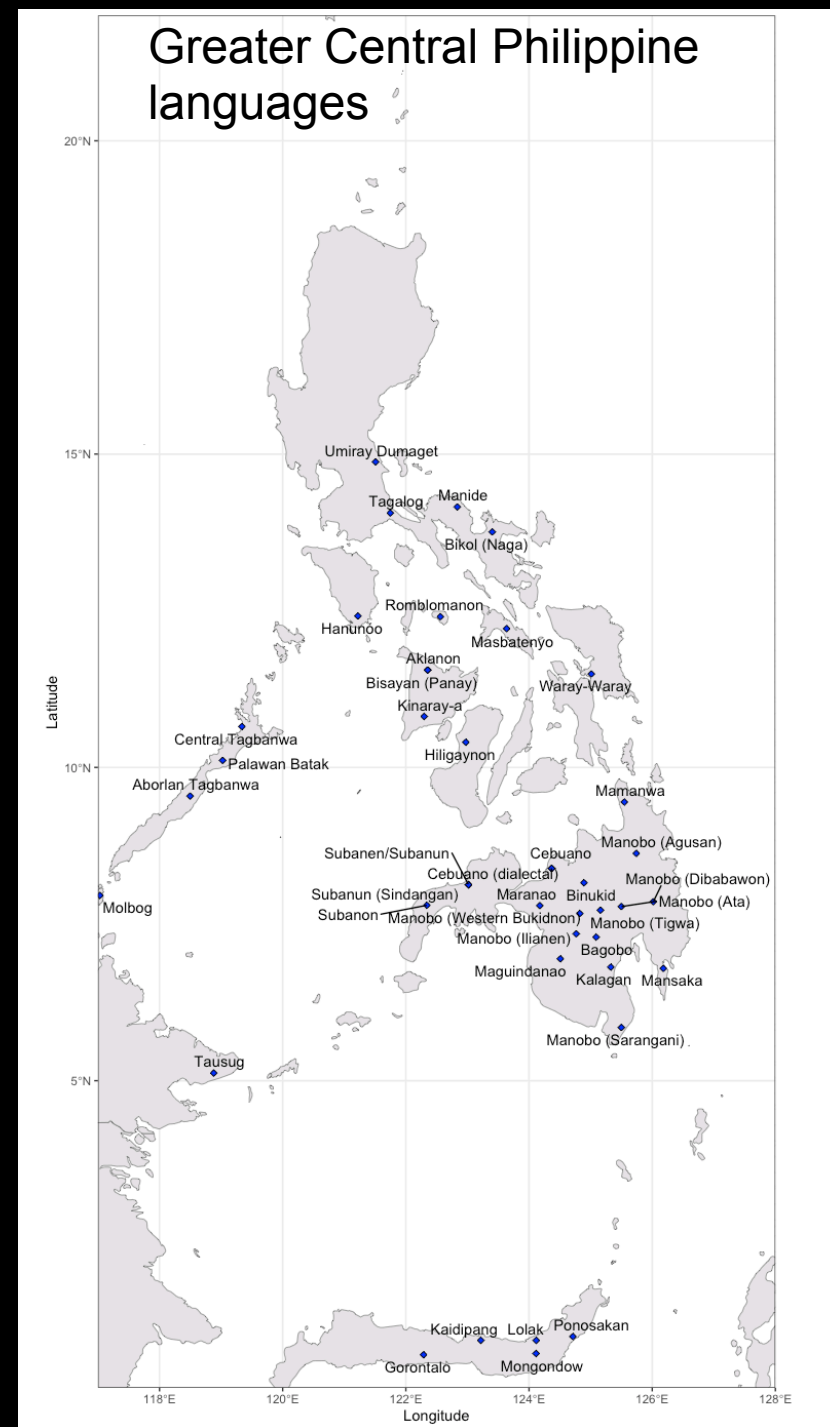 Greater Central Philippine
languages
20°N
15°N
Umiray Dumaget
Tagalog
Manide
Bikol (Naga)
Romblomanon
Hanunóo
Masbatenyo
Aklanon
Bisayan (Panay)
Waray-Waray
Kinaray-a
Latitude
Central Tagbanwa
Hiligaynon
10°N
Palawan Batak
Aborlan Tagbanwa
Mamanwa
Manobo (Agusan)
Subanen/Subanun
Cebuano
Cebuano (dialectal)
Manobo (Dibabawon)
Subanun (Sindangan)
Maranao
Binukid
Manobo (Ata)
Molbog
Subanon
Manobo (Western Bukidnon)
Manobo (Tigwa)
Manobo (Ilianen)
Bagobo
Maguindanao
Kalagan
Mansaka
Manobo (Sarangani)
Tausug
5°N
Kaidipang
Lolak
Ponosakan
Gorontalo
Mongondow
118°E
120°E
122°E
124°E
126°E
128°E
Longitude